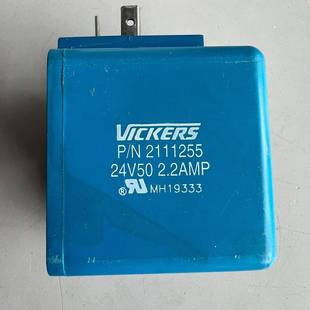 VICKERS
P/N 2111255
24V50 2.2AMP
® MH19333